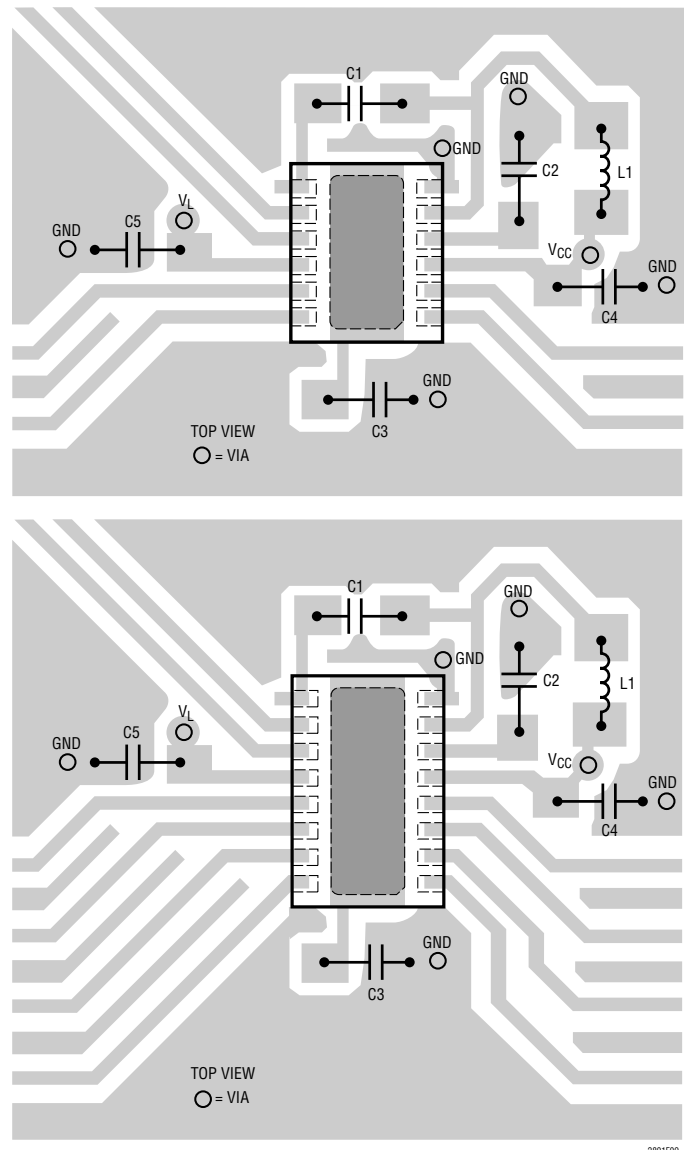 C1
GND
GND
C2
L1
VL
C5
GND
VCC
GND
C4
GND
C3
TOP VIEW
= VIA
C1
GND
GND
C2
L1
VL
C5
GND
VCC
GND
C4
GND
C3
TOP VIEW
= VIA